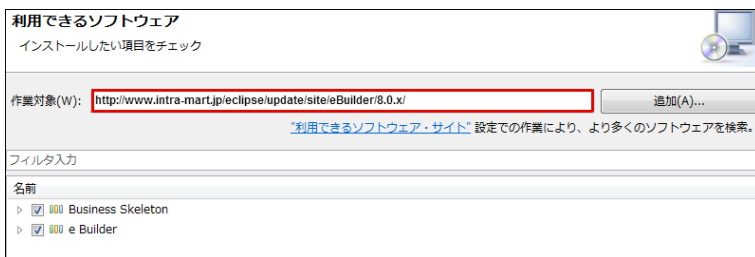 利用できるソフトウェア
インストールしたい項目をチェック
作業対象(W): http://www.intra-mart.jp/eclipse/update/site/eBuilder/8.0.x/ 追加(A)...
"利用できるソフトウェア・サイト" 設定での作業により、より多くのソフトウェアを検索。
フィルタ入力
名前
Business Skeleton
e Builder